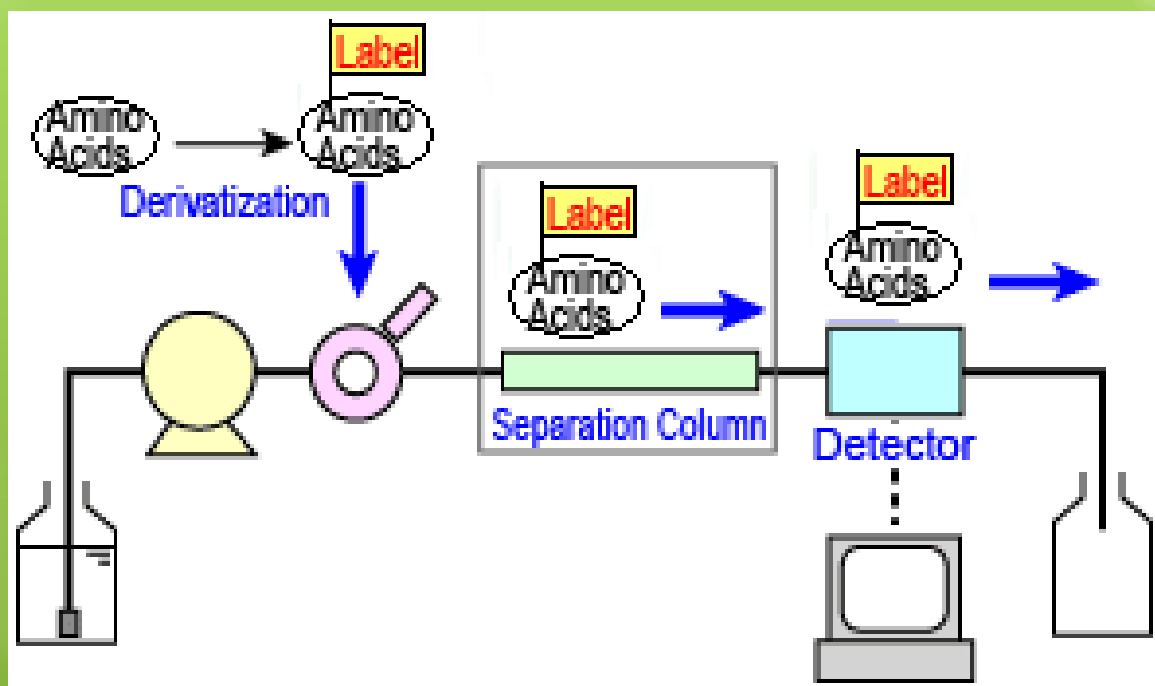 Label
Amino
Acids
Amino
Acids
Derivatization
Label
Amino
Acids
Label
Amino
Acids
Separation Column
Detector